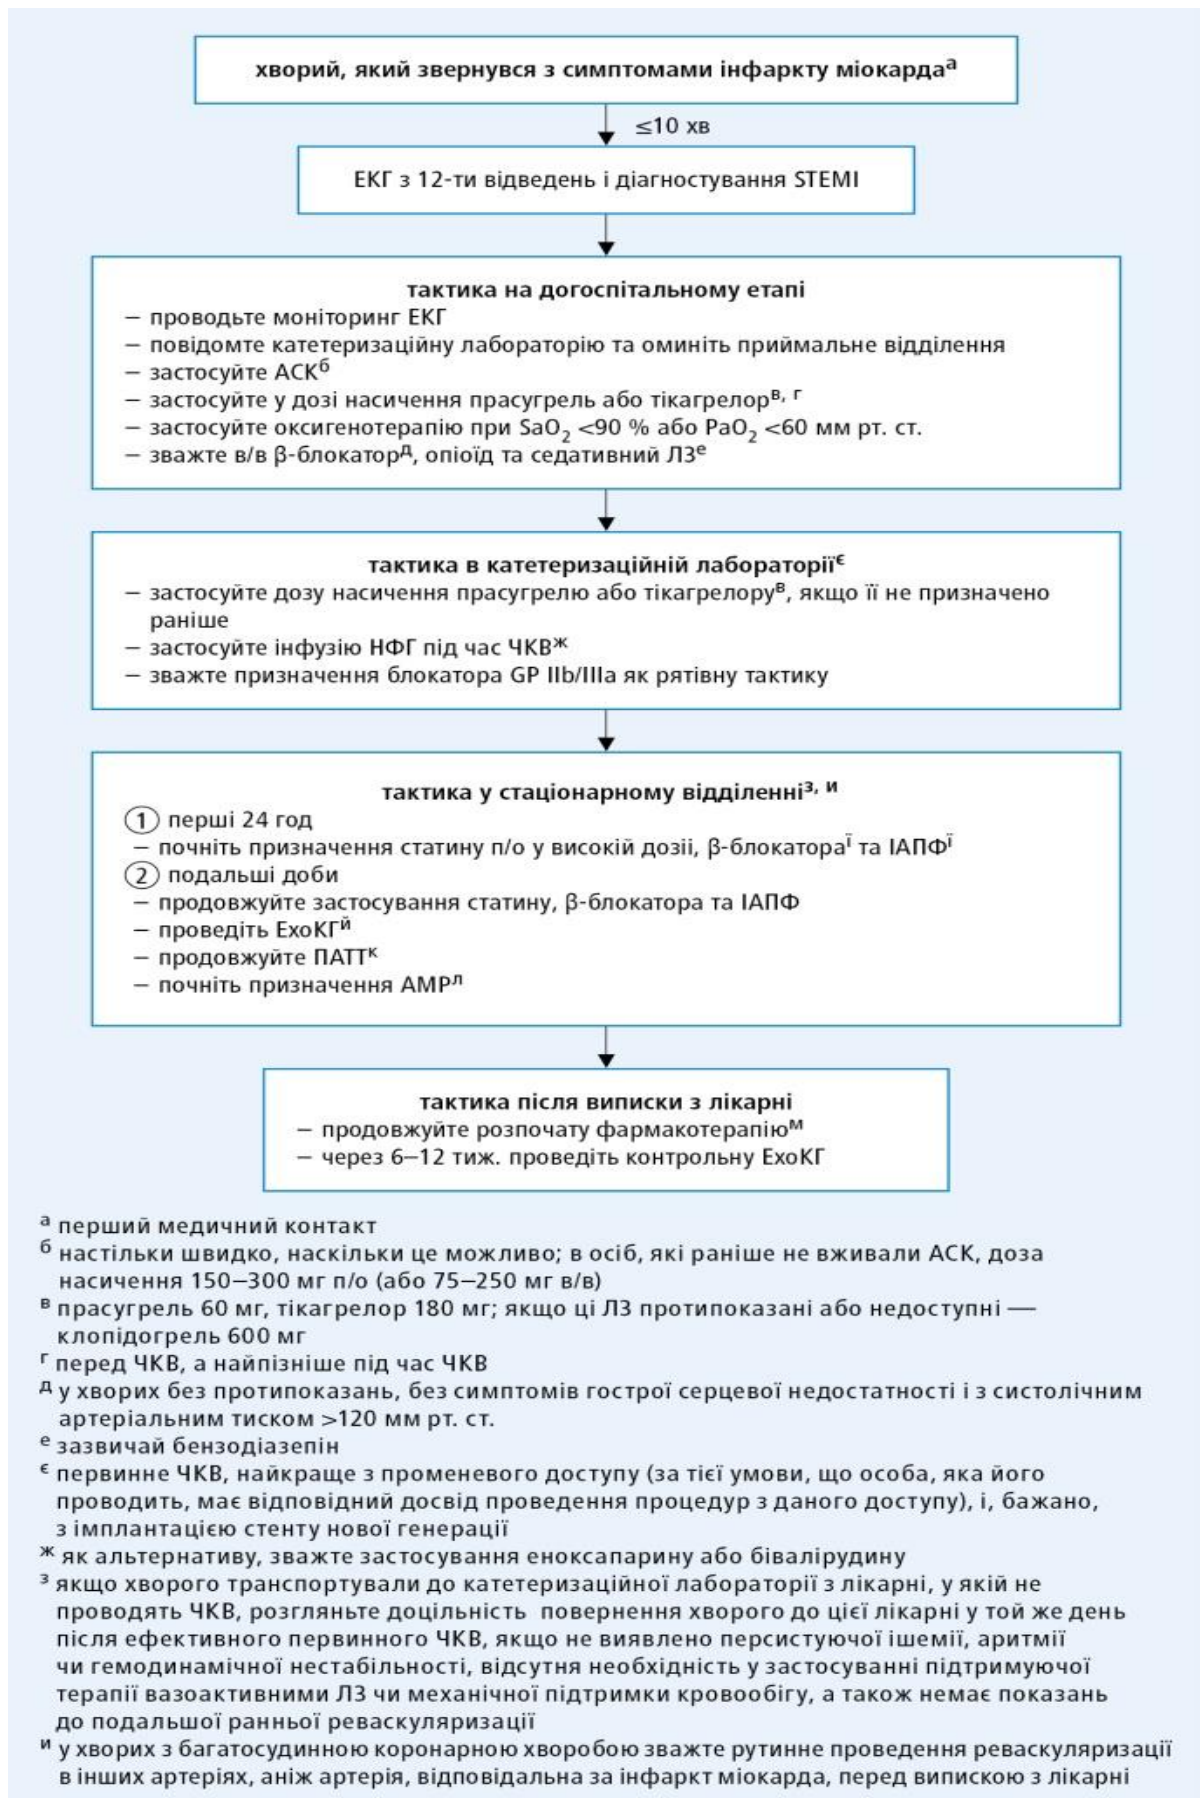 хворий, який звернувся з симптомами інфаркту міокардаᵃ
≤10 хв
ЕКГ з 12-ти відведень і діагностування STEMI
тактика на догоспітальному етапі
– проводьте моніторинг ЕКГ
– повідомте катетеризаційну лабораторію та оминіть приймальне відділення
– застосуйте АСКб
– застосуйте у дозі насичення прасугрель або тікагрелорв, г
– застосуйте оксигенотерапію при SaO₂ <90 % або PaO₂ <60 мм рт. ст.
– зважте в/в β-блокаторд, опіоїд та седативний ЛЗе
тактика в катетеризаційній лабораторіїє
– застосуйте дозу насичення прасугрелю або тікагрелорув, якщо її не призначено
раніше
– застосуйте інфузію НФГ під час ЧКВж
– зважте призначення блокатора GP IIb/IIIa як рятівну тактику
тактика у стаціонарному відділенніз, и
1 перші 24 год
– почніть призначення статину п/о у високій дозіі, β-блокатораї та ІАПФї
2 подальші доби
– продовжуйте застосування статину, β-блокатора та ІАПФ
– проведіть ЕхоКГй
– продовжуйте ПАТТк
– почніть призначення АМРл
тактика після виписки з лікарні
– продовжуйте розпочату фармакотерапіюм
– через 6–12 тиж. проведіть контрольну ЕхоКГ
а перший медичний контакт
б настільки швидко, наскільки це можливо; в осіб, які раніше не вживали АСК, доза
насичення 150–300 мг п/о (або 75–250 мг в/в)
в прасугрель 60 мг, тікагрелор 180 мг; якщо ці ЛЗ протипоказані або недоступні —
клопідогрель 600 мг
г перед ЧКВ, а найпізніше під час ЧКВ
д у хворих без протипоказань, без симптомів гострої серцевої недостатності і з систолічним
артеріальним тиском >120 мм рт. ст.
е зазвичай бензодіазепін
є первинне ЧКВ, найкраще з променевого доступу (за тієї умови, що особа, яка його
проводить, має відповідний досвід проведення процедур з даного доступу), і, бажано,
з імплантацією стенту нової генерації
ж як альтернативу, зважте застосування еноксапарину або бівалірудину
з якщо хворого транспортували до катетеризаційної лабораторії з лікарні, у якій не
проводять ЧКВ, розгляньте доцільність повернення хворого до цієї лікарні у той же день
після ефективного первинного ЧКВ, якщо не виявлено персистуючої ішемії, аритмії
чи гемодинамічної нестабільності, відсутня необхідність у застосуванні підтримуючої
терапії вазоактивними ЛЗ чи механічної підтримки кровообігу, а також немає показань
до подальшої ранньої реваскуляризації
и у хворих з багатосудинною коронарною хворобою зважте рутинне проведення реваскуляризації
в інших артеріях, аніж артерія, відповідальна за інфаркт міокарда, перед випискою з лікарні